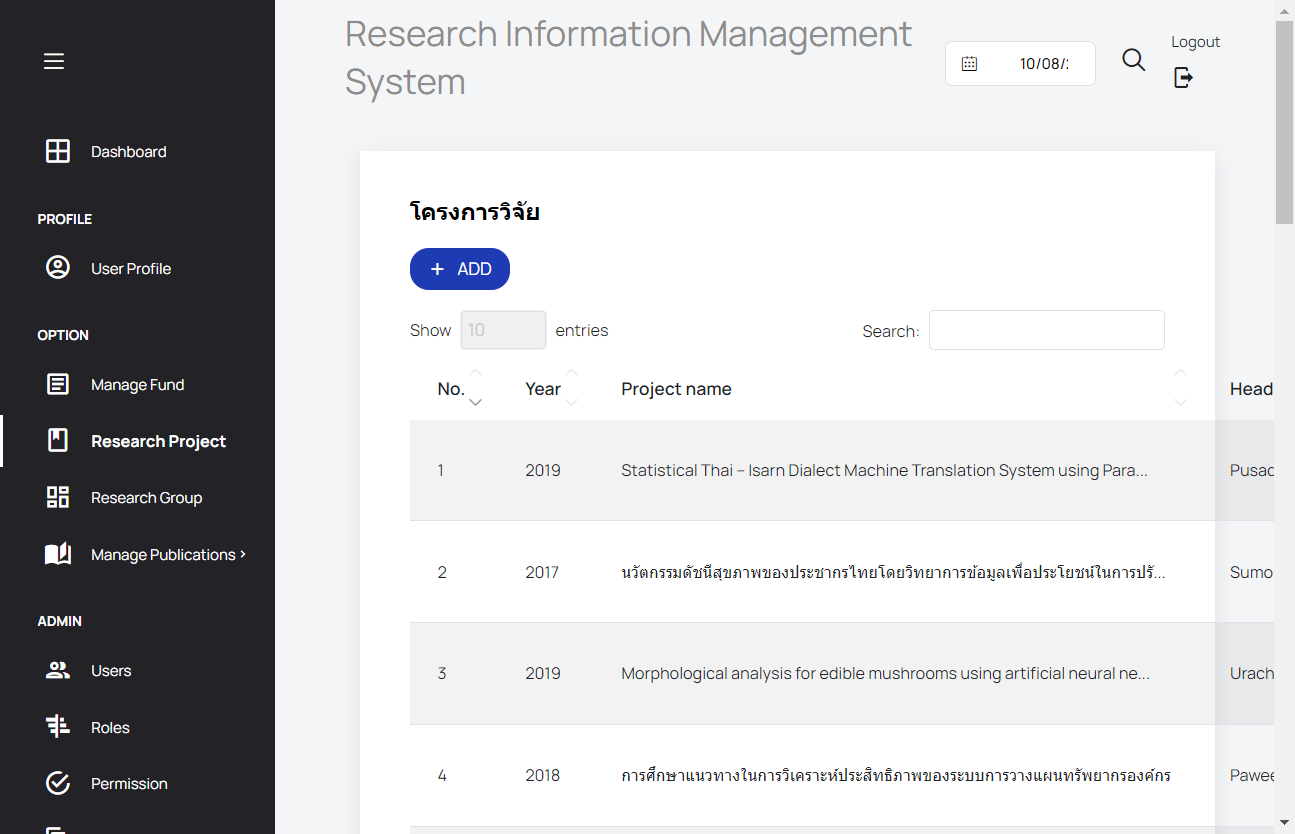 Research Information Management
System
10/08/
Logout
Dashboard
PROFILE
User Profile
OPTION
Manage Fund
Research Project
Research Group
Manage Publications
ADMIN
Users
Roles
Permission
โครงการวิจัย
+ ADD
Show 10 entries
Search:
No. Year Project name Head
1 2019 Statistical Thai – Isarn Dialect Machine Translation System using Para... Pusad
2 2017 นวัตกรรมดัชนีสุขภาพของประชากรไทยโดยวิทยาการข้อมูลเพื่อประโยชน์ในการปรั... Sumo
3 2019 Morphological analysis for edible mushrooms using artificial neural ne... Urach
4 2018 การศึกษาแนวทางในการวิเคราะห์ประสิทธิภาพของระบบการวางแผนทรัพยากรองค์กร Pawee